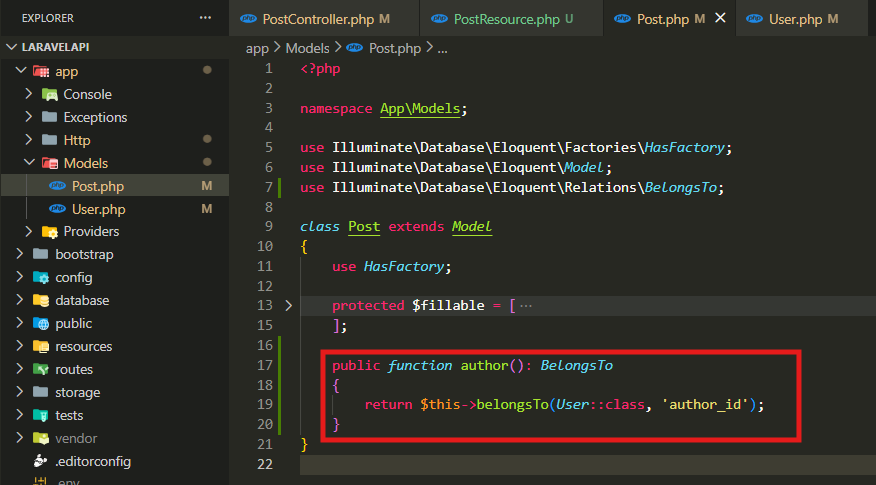 EXPLORER ...
LARAVELAPI
app
Console
Exceptions
Http
Models
Post.php M
User.php M
Providers
bootstrap
config
database
public
resources
routes
storage
tests
vendor
.editorconfig
.env
PostController.php M
PostResource.php U
Post.php M
User.php M
app > Models > Post.php > ...
1 <?php
2
3 namespace App\Models;
4
5 use Illuminate\Database\Eloquent\Factories\HasFactory;
6 use Illuminate\Database\Eloquent\Model;
7 use Illuminate\Database\Eloquent\Relations\BelongsTo;
8
9 class Post extends Model
10 {
11 use HasFactory;
12
13 protected $fillable = [ ...
15 ];
16
17 public function author(): BelongsTo
18 {
19 return $this->belongsTo(User::class, 'author_id');
20 }
21 }
22